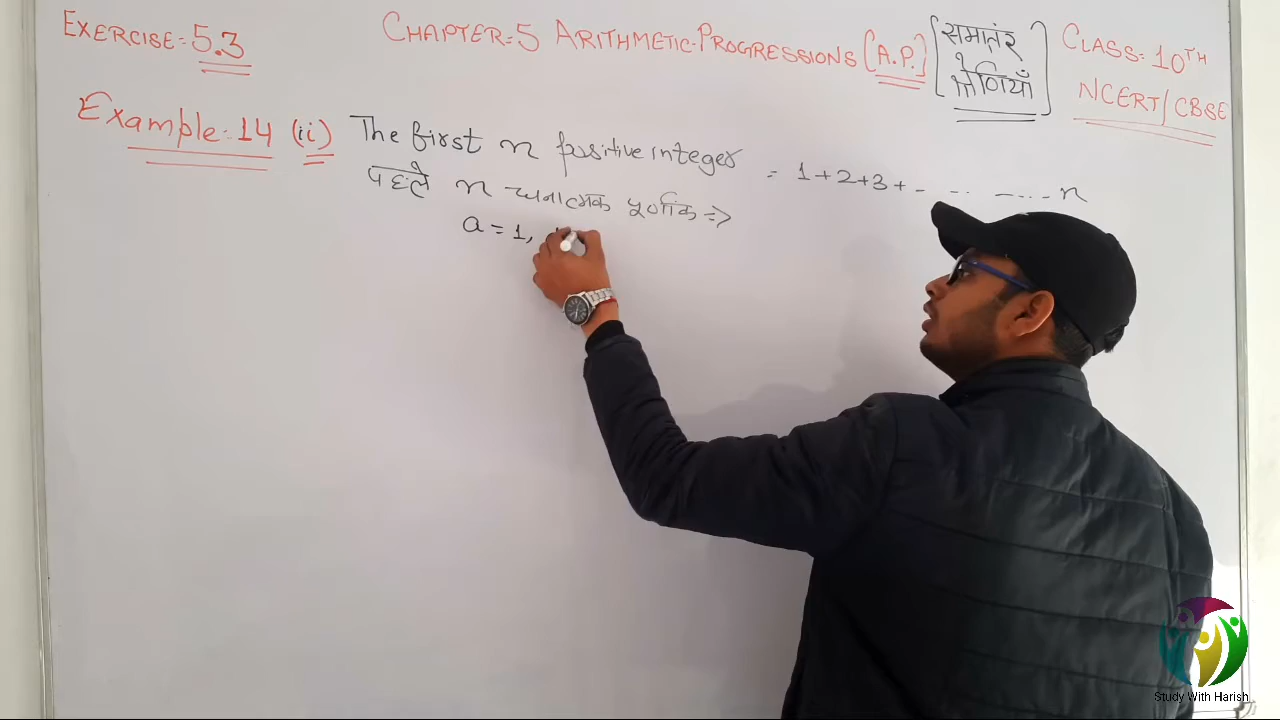 EXERCISE:- 5.3
CHAPTER:-5 ARITHMETIC-PROGRESSIONS (A.P.) [समांतर श्रेणियाँ]
CLASS:- 10TH
NCERT/CBSE
Example:-14 (ii) The first n positive integer
= 1+2+3+- - - - --- n
पहले n धनात्मक पूर्णांक =>
a = 1,
Study With Harish